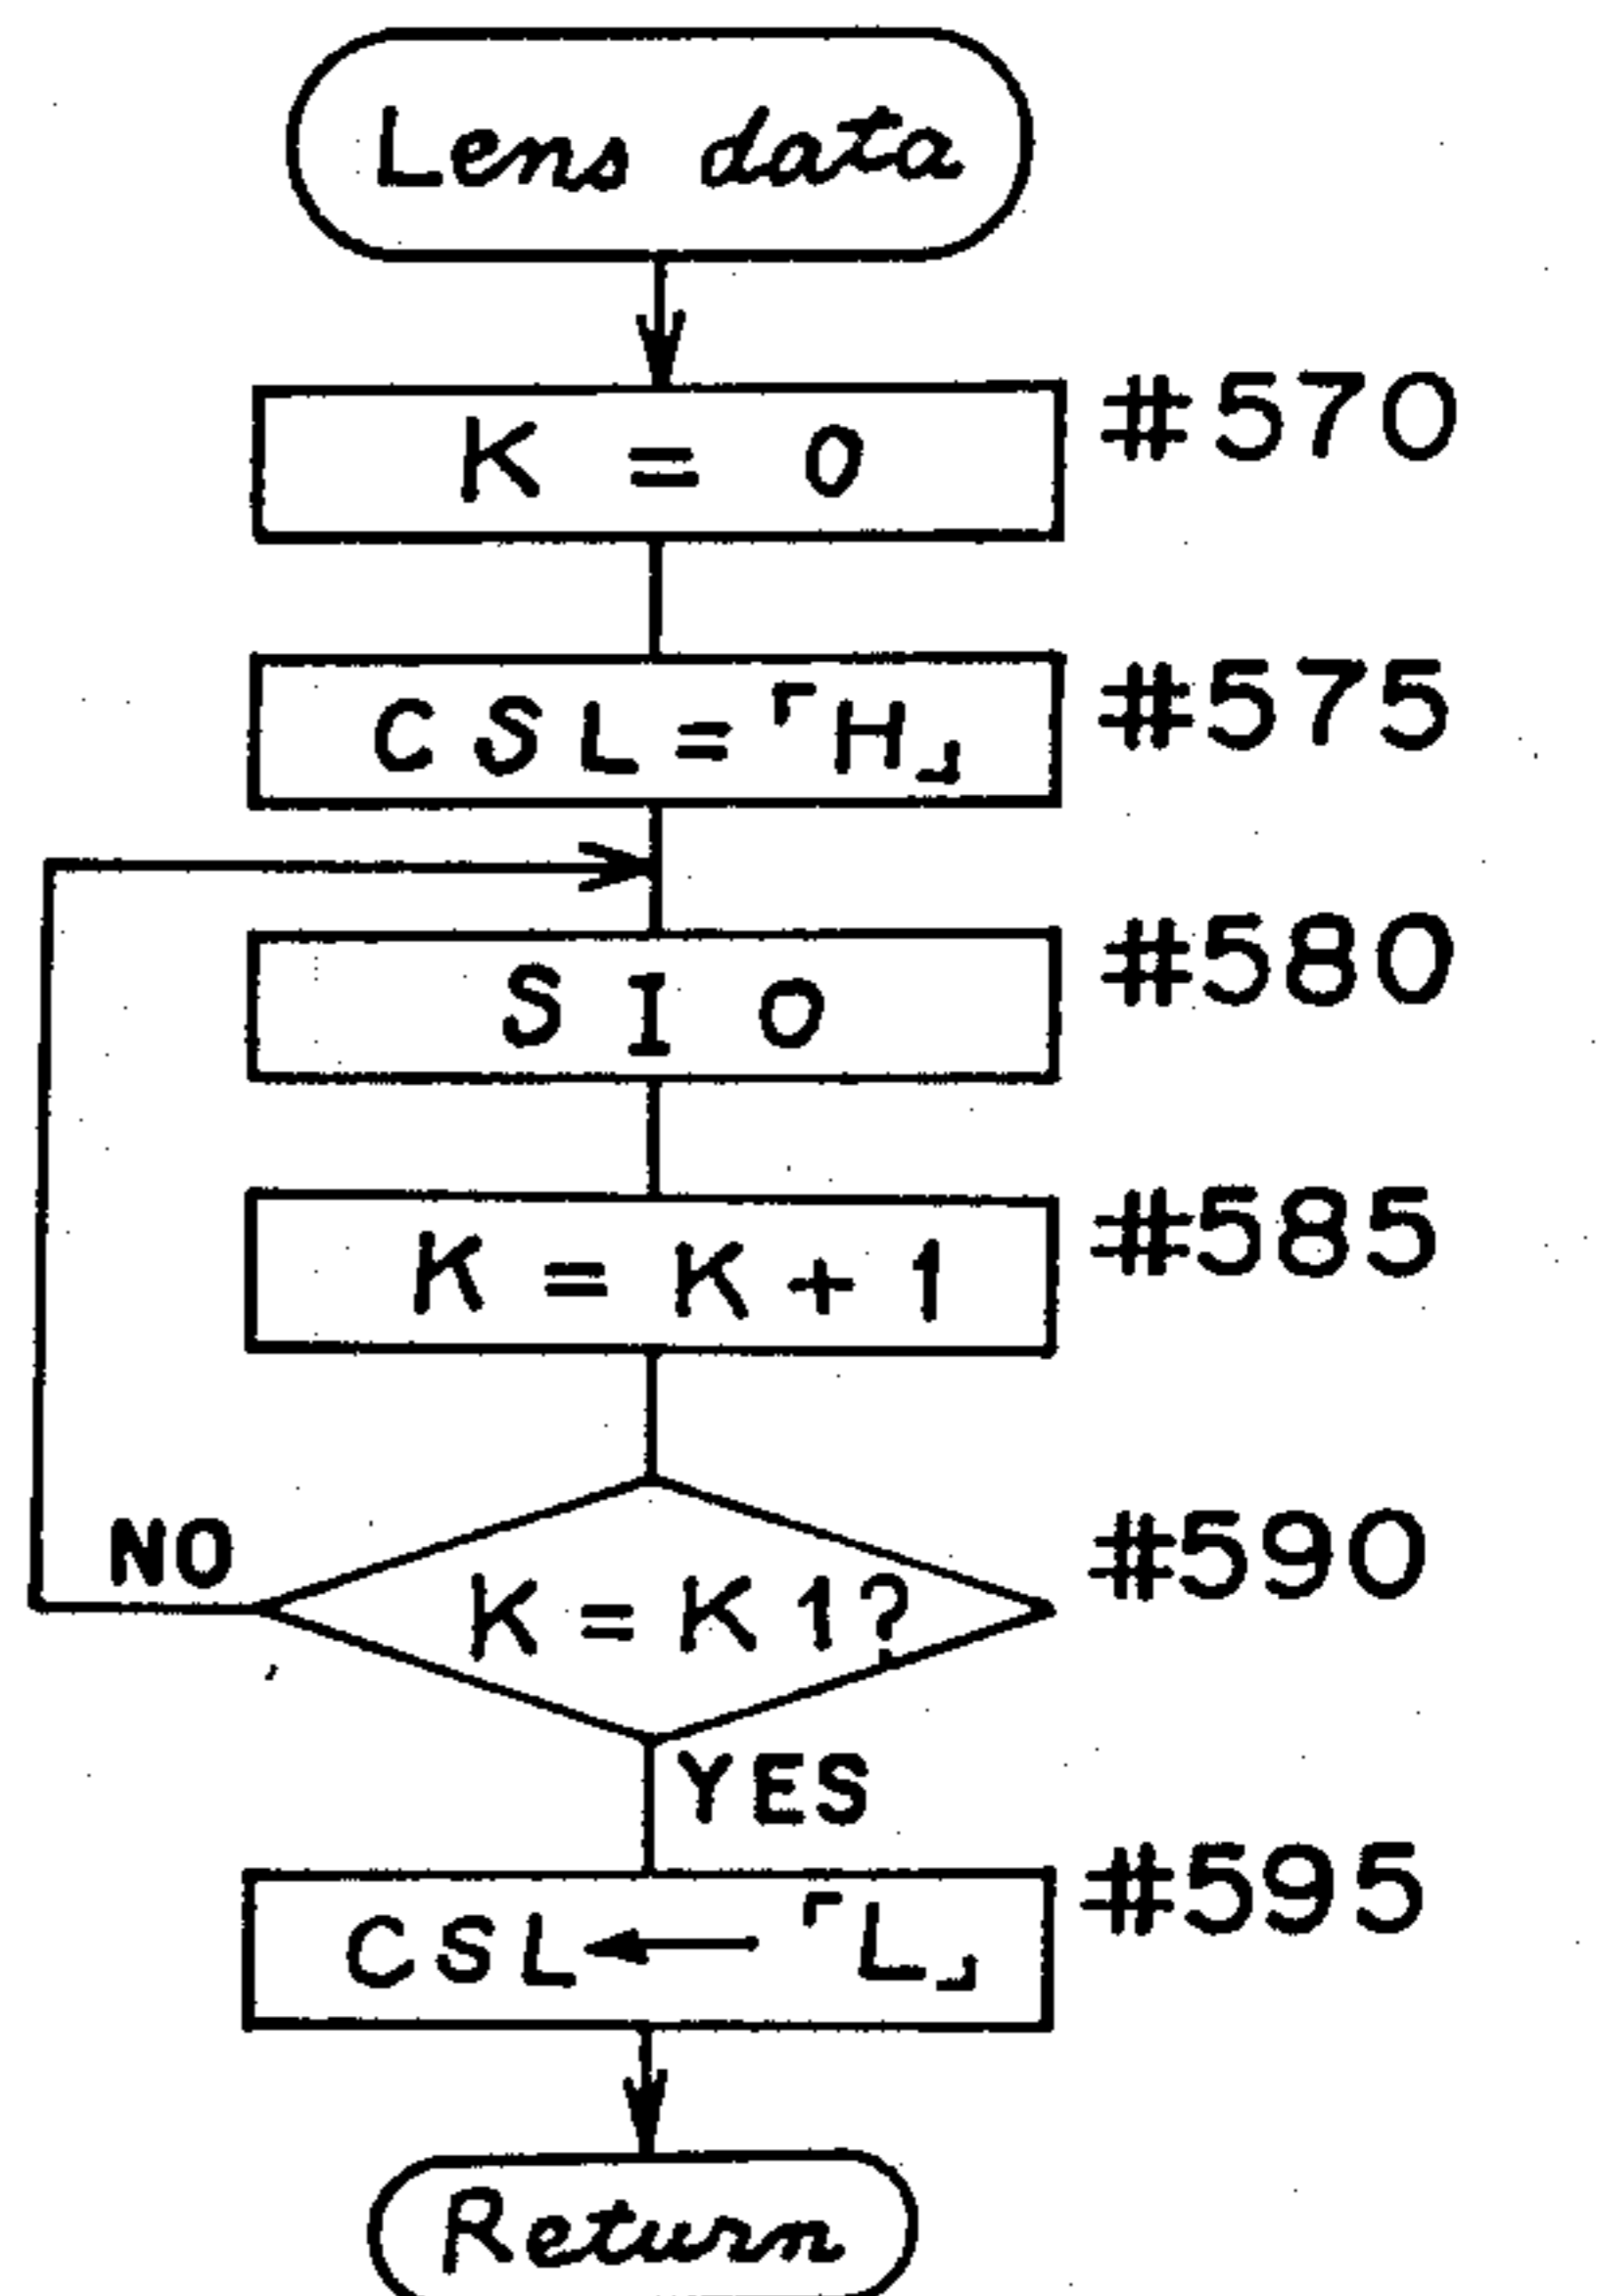 Lens data
K = 0 #570
CSL=「H」 #575
SIO #580
K = K + 1 #585
K = K1? #590
NO
YES
CSL←「L」 #595
Return